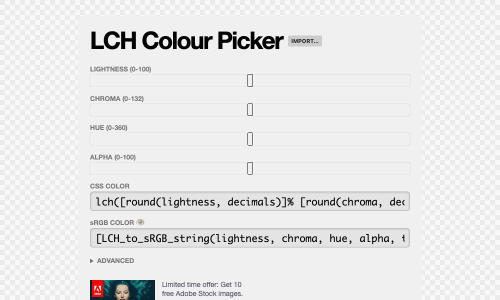 LCH Colour Picker
IMPORT...
LIGHTNESS (0-100)
CHROMA (0-132)
HUE (0-360)
ALPHA (0-100)
CSS COLOR
lch([round(lightness, decimals)]% [round(chroma, dec
sRGB COLOR
[LCH_to_sRGB_string(lightness, chroma, hue, alpha, t
ADVANCED
Limited time offer: Get 10
free Adobe Stock images.